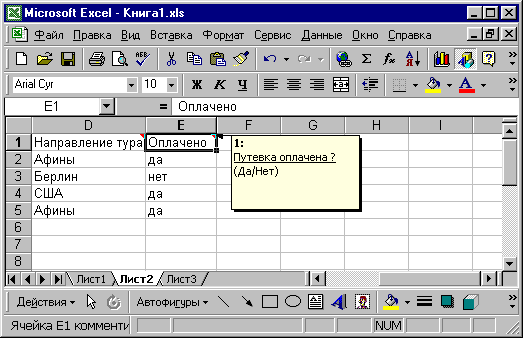 Microsoft Excel - Книга1.xls
Файл Правка Вид Вставка Формат Сервис Данные Окно Справка
Arial Cyr 10 Ж К Ч
E1 = Оплачено
D E F G H I
1 Направление тура Оплачено
1:
Путевка оплачена ?
(Да/Нет)
2 Афины да
3 Берлин нет
4 США да
5 Афины да
6
7
8
Лист1 Лист2 Лист3
Действия Автофигуры
Ячейка E1 комменти NUM